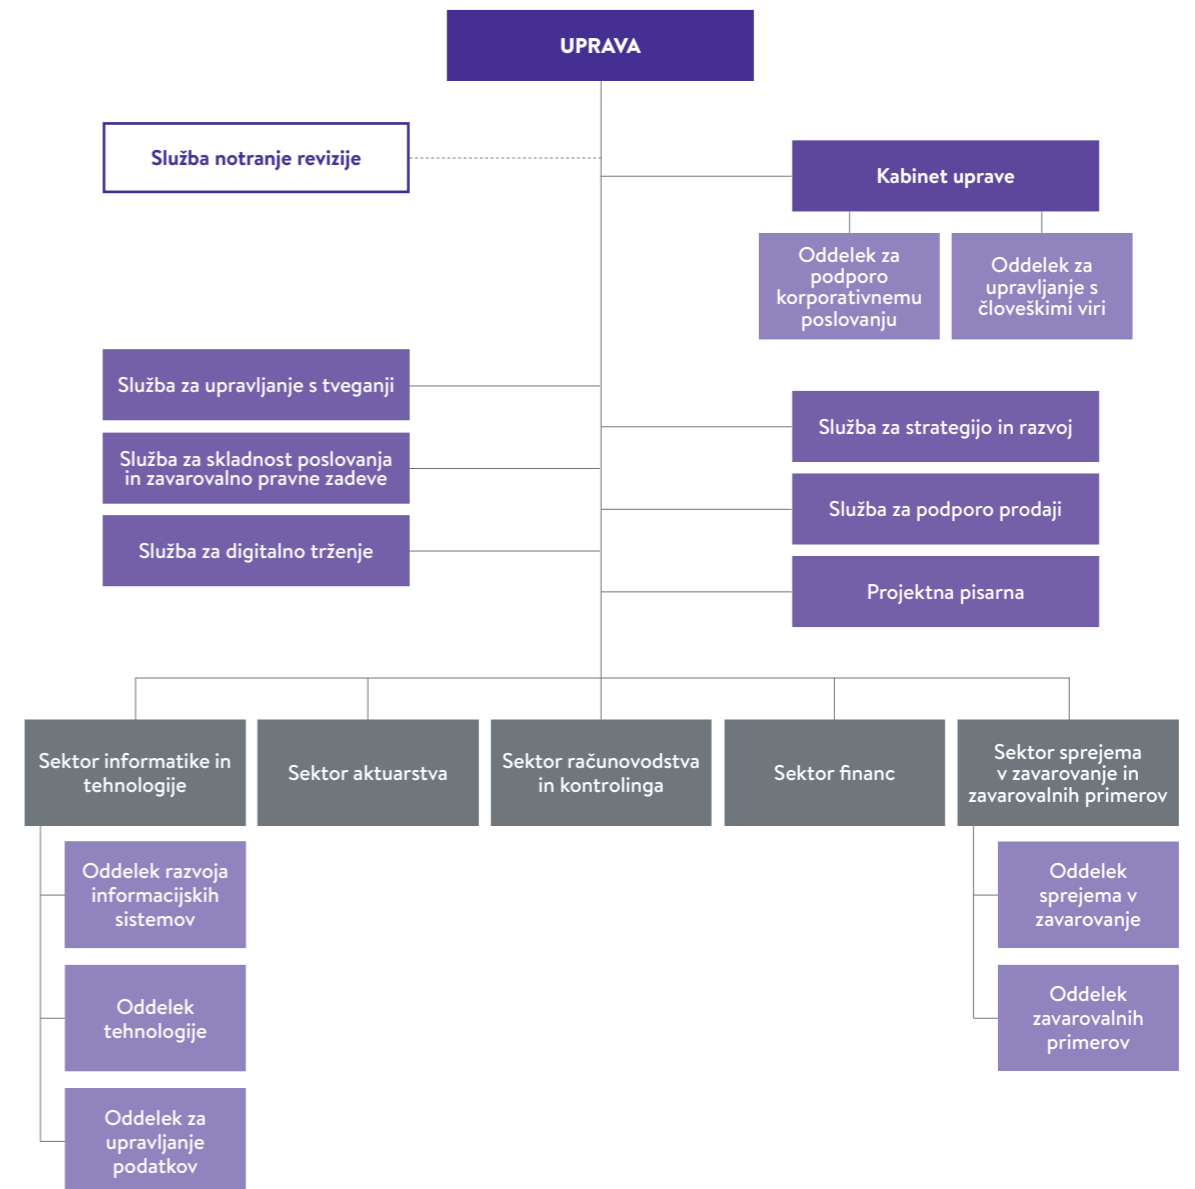 UPRAVA
Služba notranje revizije
Kabinet uprave
Oddelek za
podporo
korporativnemu
poslovanju
Oddelek za
upravljanje s
človeškimi viri
Služba za upravljanje s tveganji
Služba za strategijo in razvoj
Služba za skladnost poslovanja
in zavarovalno pravne zadeve
Služba za podporo prodaji
Služba za digitalno trženje
Projektna pisarna
Sektor informatike in
tehnologije
Sektor aktuarstva
Sektor računovodstva
in kontrolinga
Sektor financ
Sektor sprejema
v zavarovanje in
zavarovalnih primerov
Oddelek razvoja
informacijskih
sistemov
Oddelek
sprejema v
zavarovanje
Oddelek
tehnologije
Oddelek
zavarovalnih
primerov
Oddelek za
upravljanje
podatkov